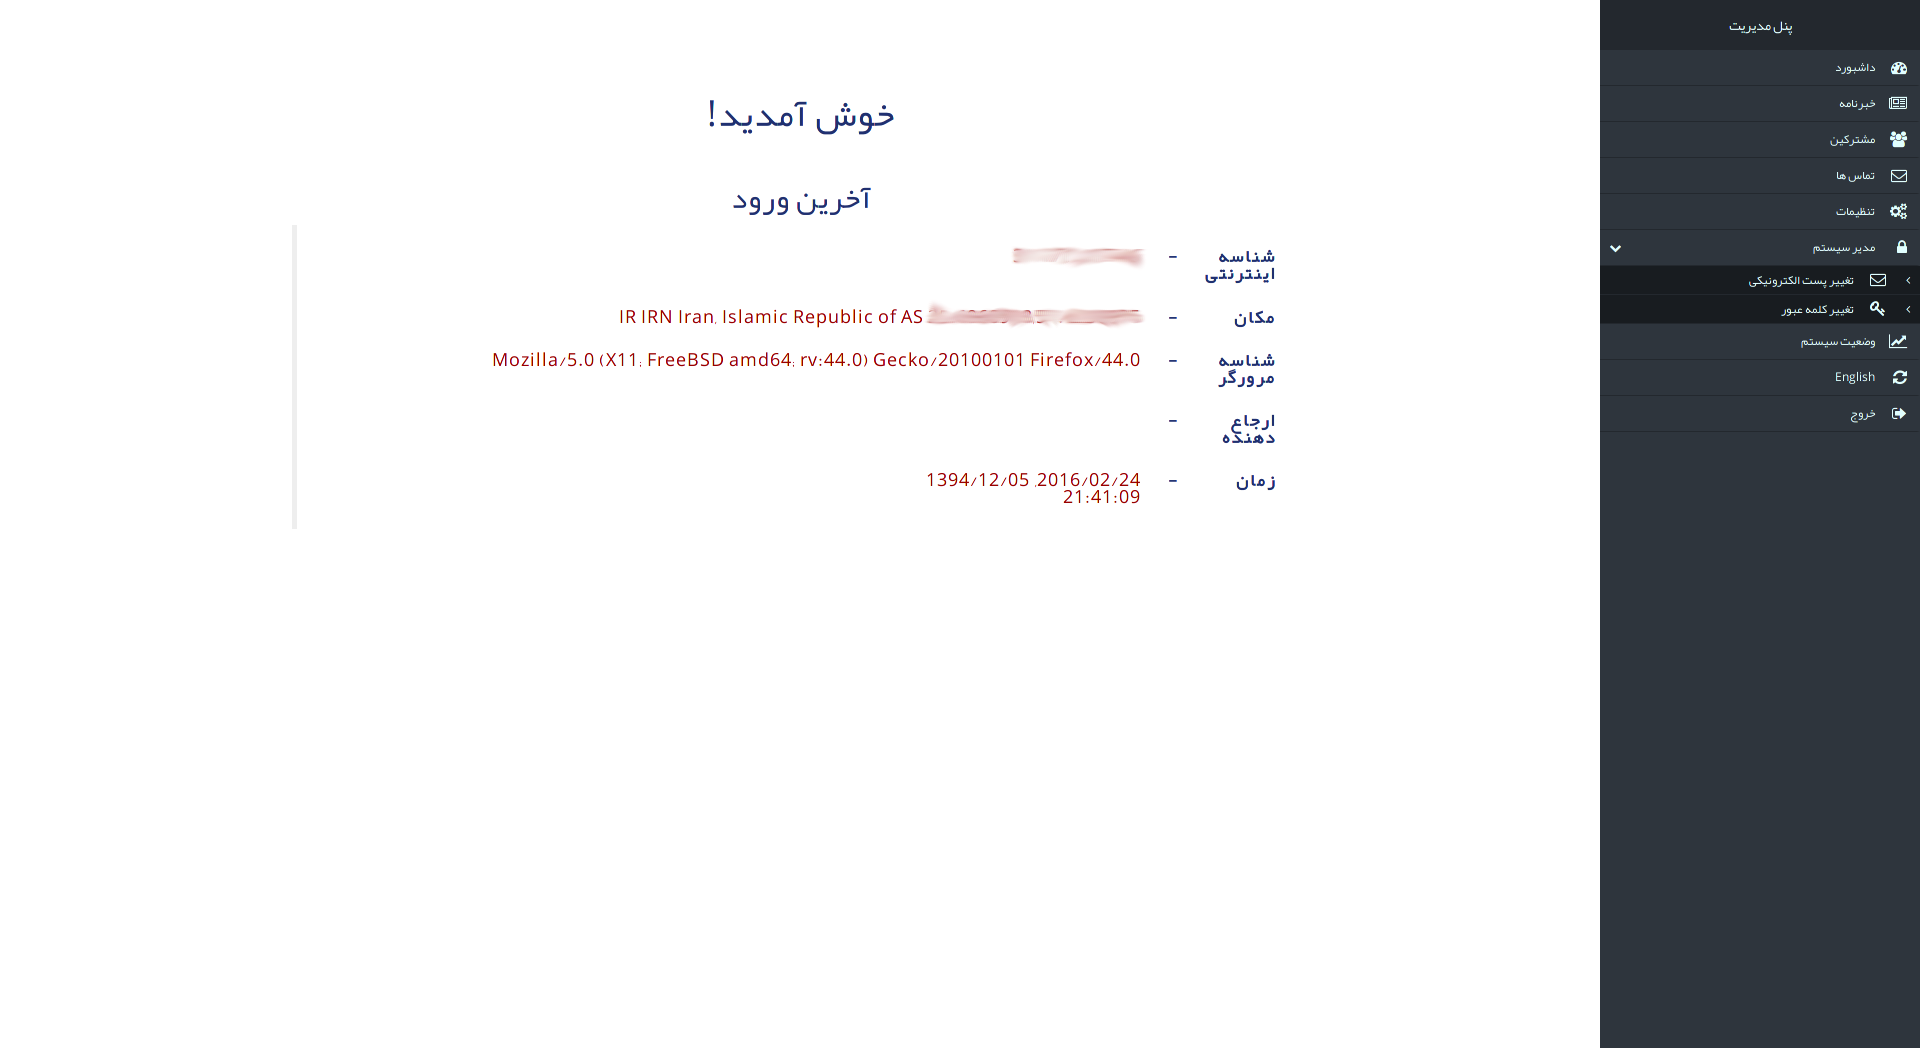 پنل مدیریت
داشبورد
خبرنامه
مشترکین
تماس ها
تنظیمات
مدیر سیستم
تغییر پست الکترونیکی
تغییر کلمه عبور
وضعیت سیستم
English
خروج
خوش آمدید!
آخرین ورود
شناسه
اینترنتی
-
مکان
-
IR IRN Iran, Islamic Republic of AS
شناسه
مرورگر
-
Mozilla/5.0 (X11; FreeBSD amd64; rv:44.0) Gecko/20100101 Firefox/44.0
ارجاع
دهنده
-
زمان
-
1394/12/05 ,2016/02/24
21:41:09